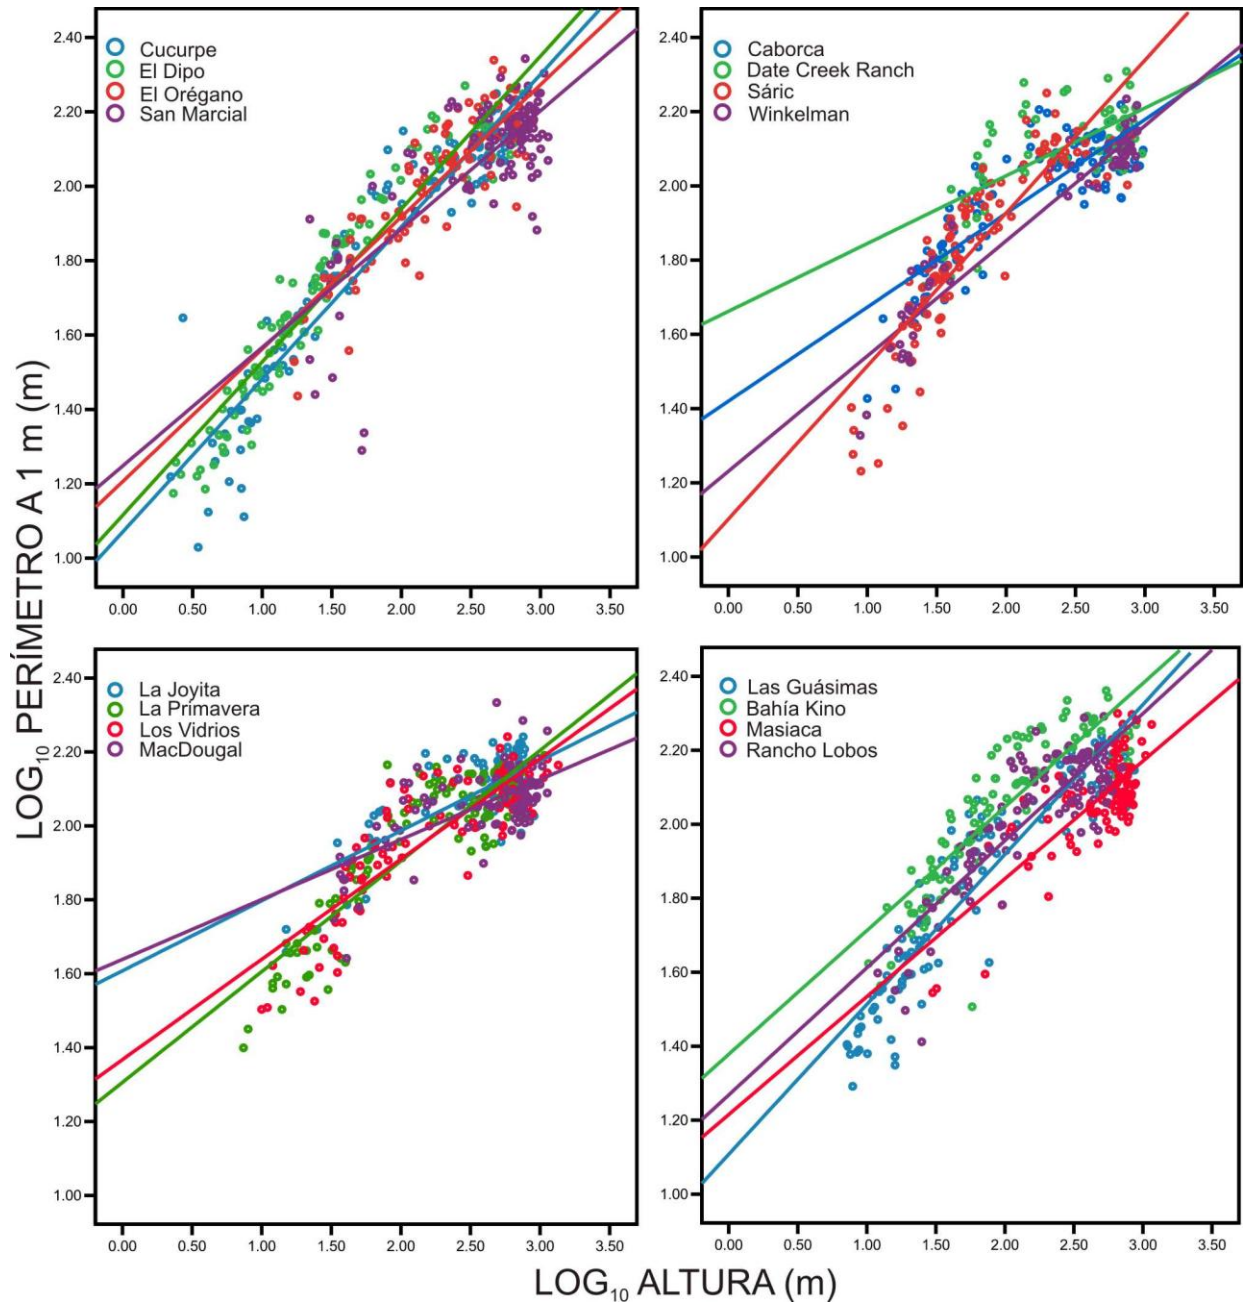 LOG₁₀ PERÍMETRO A 1 m (m)
Cucurpe
El Dipo
El Orégano
San Marcial
2.40
2.20
2.00
1.80
1.60
1.40
1.20
1.00
0.00 0.50 1.00 1.50 2.00 2.50 3.00 3.50
Caborca
Date Creek Ranch
Sáric
Winkelman
2.40
2.20
2.00
1.80
1.60
1.40
1.20
1.00
0.00 0.50 1.00 1.50 2.00 2.50 3.00 3.50
La Joyita
La Primavera
Los Vidrios
MacDougal
2.40
2.20
2.00
1.80
1.60
1.40
1.20
1.00
0.00 0.50 1.00 1.50 2.00 2.50 3.00 3.50
Las Guásimas
Bahía Kino
Masiaca
Rancho Lobos
2.40
2.20
2.00
1.80
1.60
1.40
1.20
1.00
0.00 0.50 1.00 1.50 2.00 2.50 3.00 3.50
LOG₁₀ ALTURA (m)